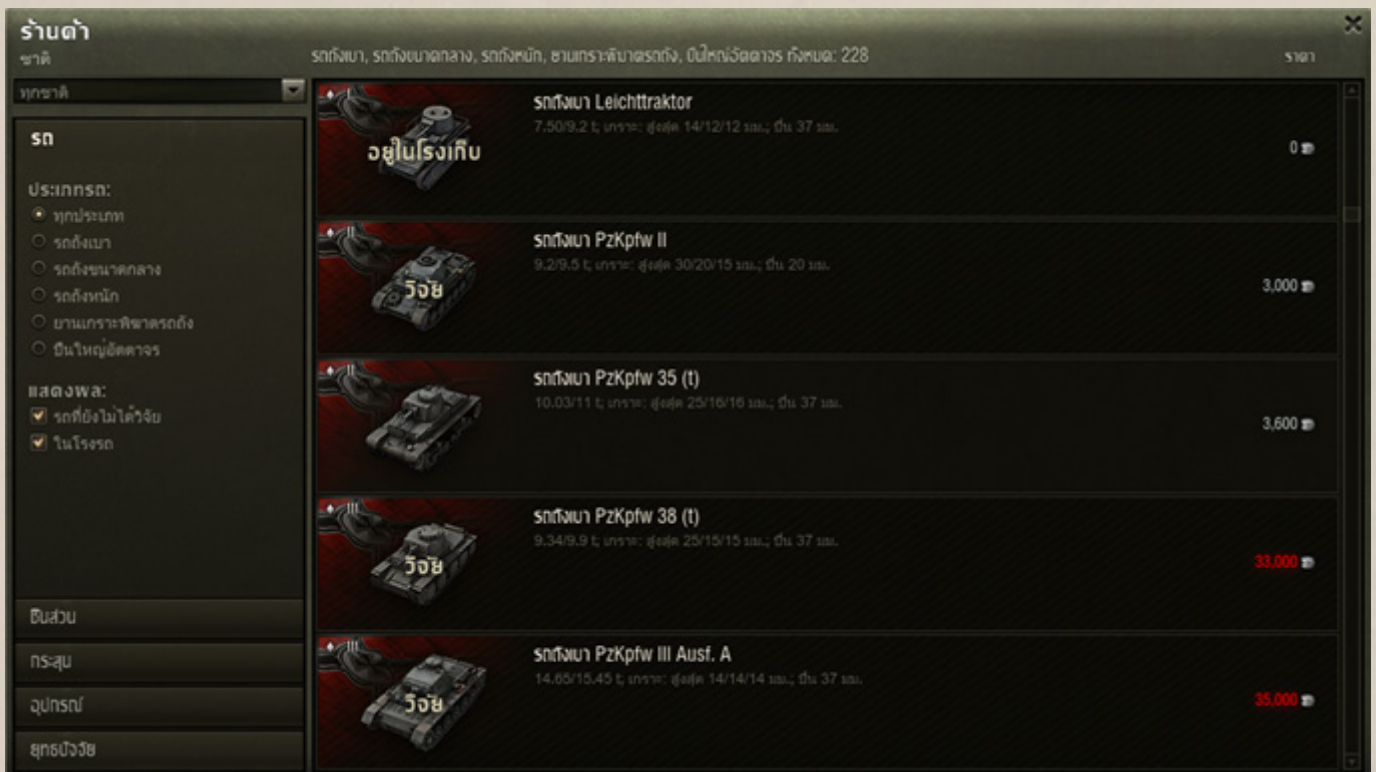 ร้านค้า
ชาติ
รถถังเบา, รถถังขนาดกลาง, รถถังหนัก, ยานเกราะพิฆาตรถถัง, ปืนใหญ่อัตตาจร ทั้งหมด: 228
ราคา
ทุกชาติ
รถ
ประเภทรถ:
ทุกประเภท
รถถังเบา
รถถังขนาดกลาง
รถถังหนัก
ยานเกราะพิฆาตรถถัง
ปืนใหญ่อัตตาจร
แสดงผล:
รถที่ยังไม่ได้วิจัย
ในโรงรถ
ชิ้นส่วน
กระสุน
อุปกรณ์
ยุทธปัจจัย
I
อยู่ในโรงเก็บ
รถถังเบา Leichttraktor
7.50/9.2 t; เกราะ: สูงสุด 14/12/12 มม.; ปืน 37 มม.
0
II
วิจัย
รถถังเบา PzKpfw II
9.2/9.5 t; เกราะ: สูงสุด 30/20/15 มม.; ปืน 20 มม.
3,000
II
รถถังเบา PzKpfw 35 (t)
10.03/11 t; เกราะ: สูงสุด 25/16/16 มม.; ปืน 37 มม.
3,600
III
วิจัย
รถถังเบา PzKpfw 38 (t)
9.34/9.9 t; เกราะ: สูงสุด 25/15/15 มม.; ปืน 37 มม.
33,000
III
วิจัย
รถถังเบา PzKpfw III Ausf. A
14.65/15.45 t; เกราะ: สูงสุด 14/14/14 มม.; ปืน 37 มม.
35,000